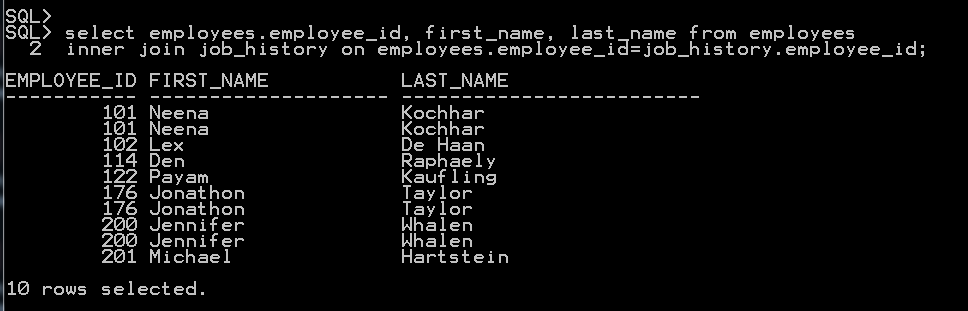 SQL>
SQL> select employees.employee_id, first_name, last_name from employees
  2  inner join job_history on employees.employee_id=job_history.employee_id;
EMPLOYEE_ID FIRST_NAME           LAST_NAME
----------- -------------------- -------------------------
        101 Neena                Kochhar
        101 Neena                Kochhar
        102 Lex                  De Haan
        114 Den                  Raphaely
        122 Payam                Kaufling
        176 Jonathon             Taylor
        176 Jonathon             Taylor
        200 Jennifer             Whalen
        200 Jennifer             Whalen
        201 Michael              Hartstein
10 rows selected.